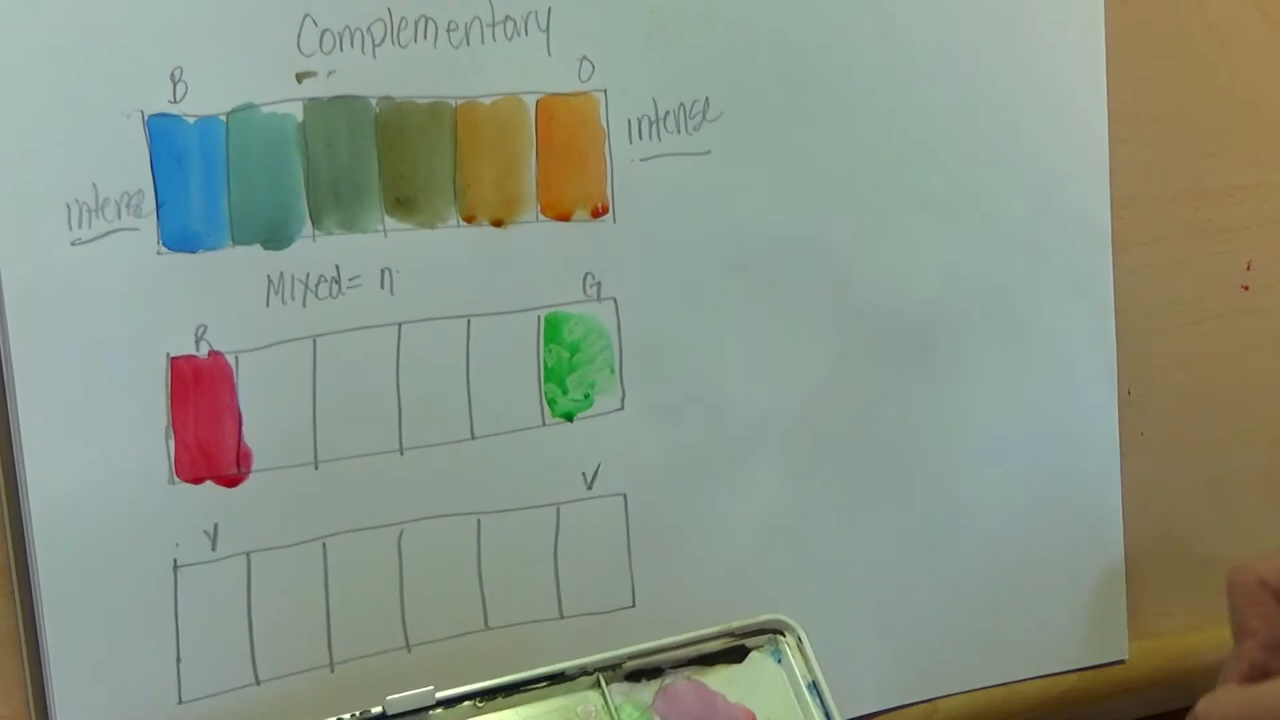 Complementary
B O
intense
intense
Mixed= n
R G
V V